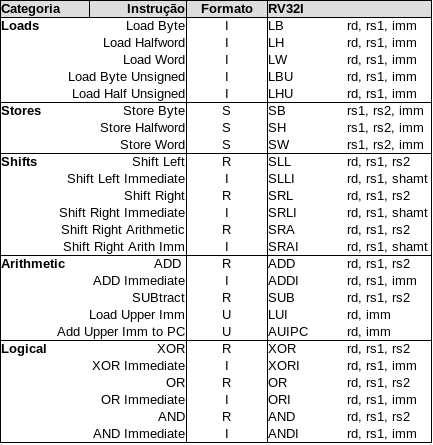 Categoria Instrução Formato RV32I
Loads Load Byte I LB rd, rs1, imm
Load Halfword I LH rd, rs1, imm
Load Word I LW rd, rs1, imm
Load Byte Unsigned I LBU rd, rs1, imm
Load Half Unsigned I LHU rd, rs1, imm
Stores Store Byte S SB rs1, rs2, imm
Store Halfword S SH rs1, rs2, imm
Store Word S SW rs1, rs2, imm
Shifts Shift Left R SLL rd, rs1, rs2
Shift Left Immediate I SLLI rd, rs1, shamt
Shift Right R SRL rd, rs1, rs2
Shift Right Immediate I SRLI rd, rs1, shamt
Shift Right Arithmetic R SRA rd, rs1, rs2
Shift Right Arith Imm I SRAI rd, rs1, shamt
Arithmetic ADD R ADD rd, rs1, rs2
ADD Immediate I ADDI rd, rs1, imm
SUBtract R SUB rd, rs1, rs2
Load Upper Imm U LUI rd, imm
Add Upper Imm to PC U AUIPC rd, imm
Logical XOR R XOR rd, rs1, rs2
XOR Immediate I XORI rd, rs1, imm
OR R OR rd, rs1, rs2
OR Immediate I ORI rd, rs1, imm
AND R AND rd, rs1, rs2
AND Immediate I ANDI rd, rs1, imm